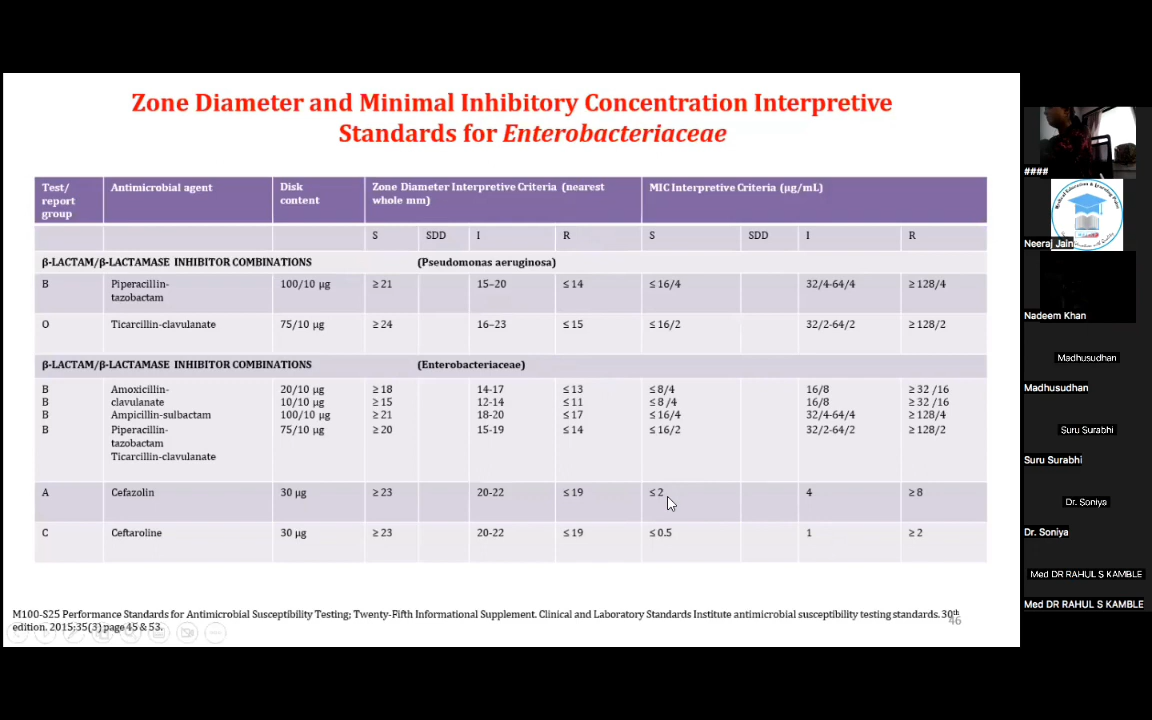 Zone Diameter and Minimal Inhibitory Concentration Interpretive
Standards for Enterobacteriaceae
Test/ report group Antimicrobial agent Disk content Zone Diameter Interpretive Criteria (nearest whole mm) MIC Interpretive Criteria (µg/mL)
S SDD I R S SDD I R
β-LACTAM/β-LACTAMASE INHIBITOR COMBINATIONS (Pseudomonas aeruginosa)
B Piperacillin- 100/10 µg ≥ 21 15–20 ≤ 14 ≤ 16/4 32/4-64/4 ≥ 128/4
tazobactam
O Ticarcillin-clavulanate 75/10 µg ≥ 24 16–23 ≤ 15 ≤ 16/2 32/2-64/2 ≥ 128/2
β-LACTAM/β-LACTAMASE INHIBITOR COMBINATIONS (Enterobacteriaceae)
B Amoxicillin- 20/10 µg ≥ 18 14-17 ≤ 13 ≤ 8/4 16/8 ≥ 32 /16
B clavulanate 10/10 µg ≥ 15 12-14 ≤ 11 ≤ 8 /4 16/8 ≥ 32 /16
B Ampicillin-sulbactam 100/10 µg ≥ 21 18-20 ≤ 17 ≤ 16/4 32/4-64/4 ≥ 128/4
B Piperacillin- 75/10 µg ≥ 20 15-19 ≤ 14 ≤ 16/2 32/2-64/2 ≥ 128/2
tazobactam
Ticarcillin-clavulanate
A Cefazolin 30 µg ≥ 23 20-22 ≤ 19 ≤ 2 4 ≥ 8
C Ceftaroline 30 µg ≥ 23 20-22 ≤ 19 ≤ 0.5 1 ≥ 2
M100-S25 Performance Standards for Antimicrobial Susceptibility Testing; Twenty-Fifth Informational Supplement. Clinical and Laboratory Standards Institute antimicrobial susceptibility testing standards. 30th
edition. 2015;35(3) page 45 & 53.
46
####
Neeraj Jain
Nadeem Khan
Madhusudhan
Madhusudhan
Suru Surabhi
Suru Surabhi
Dr. Soniya
Dr. Soniya
Med DR RAHUL S KAMBLE
Med DR RAHUL S KAMBLE